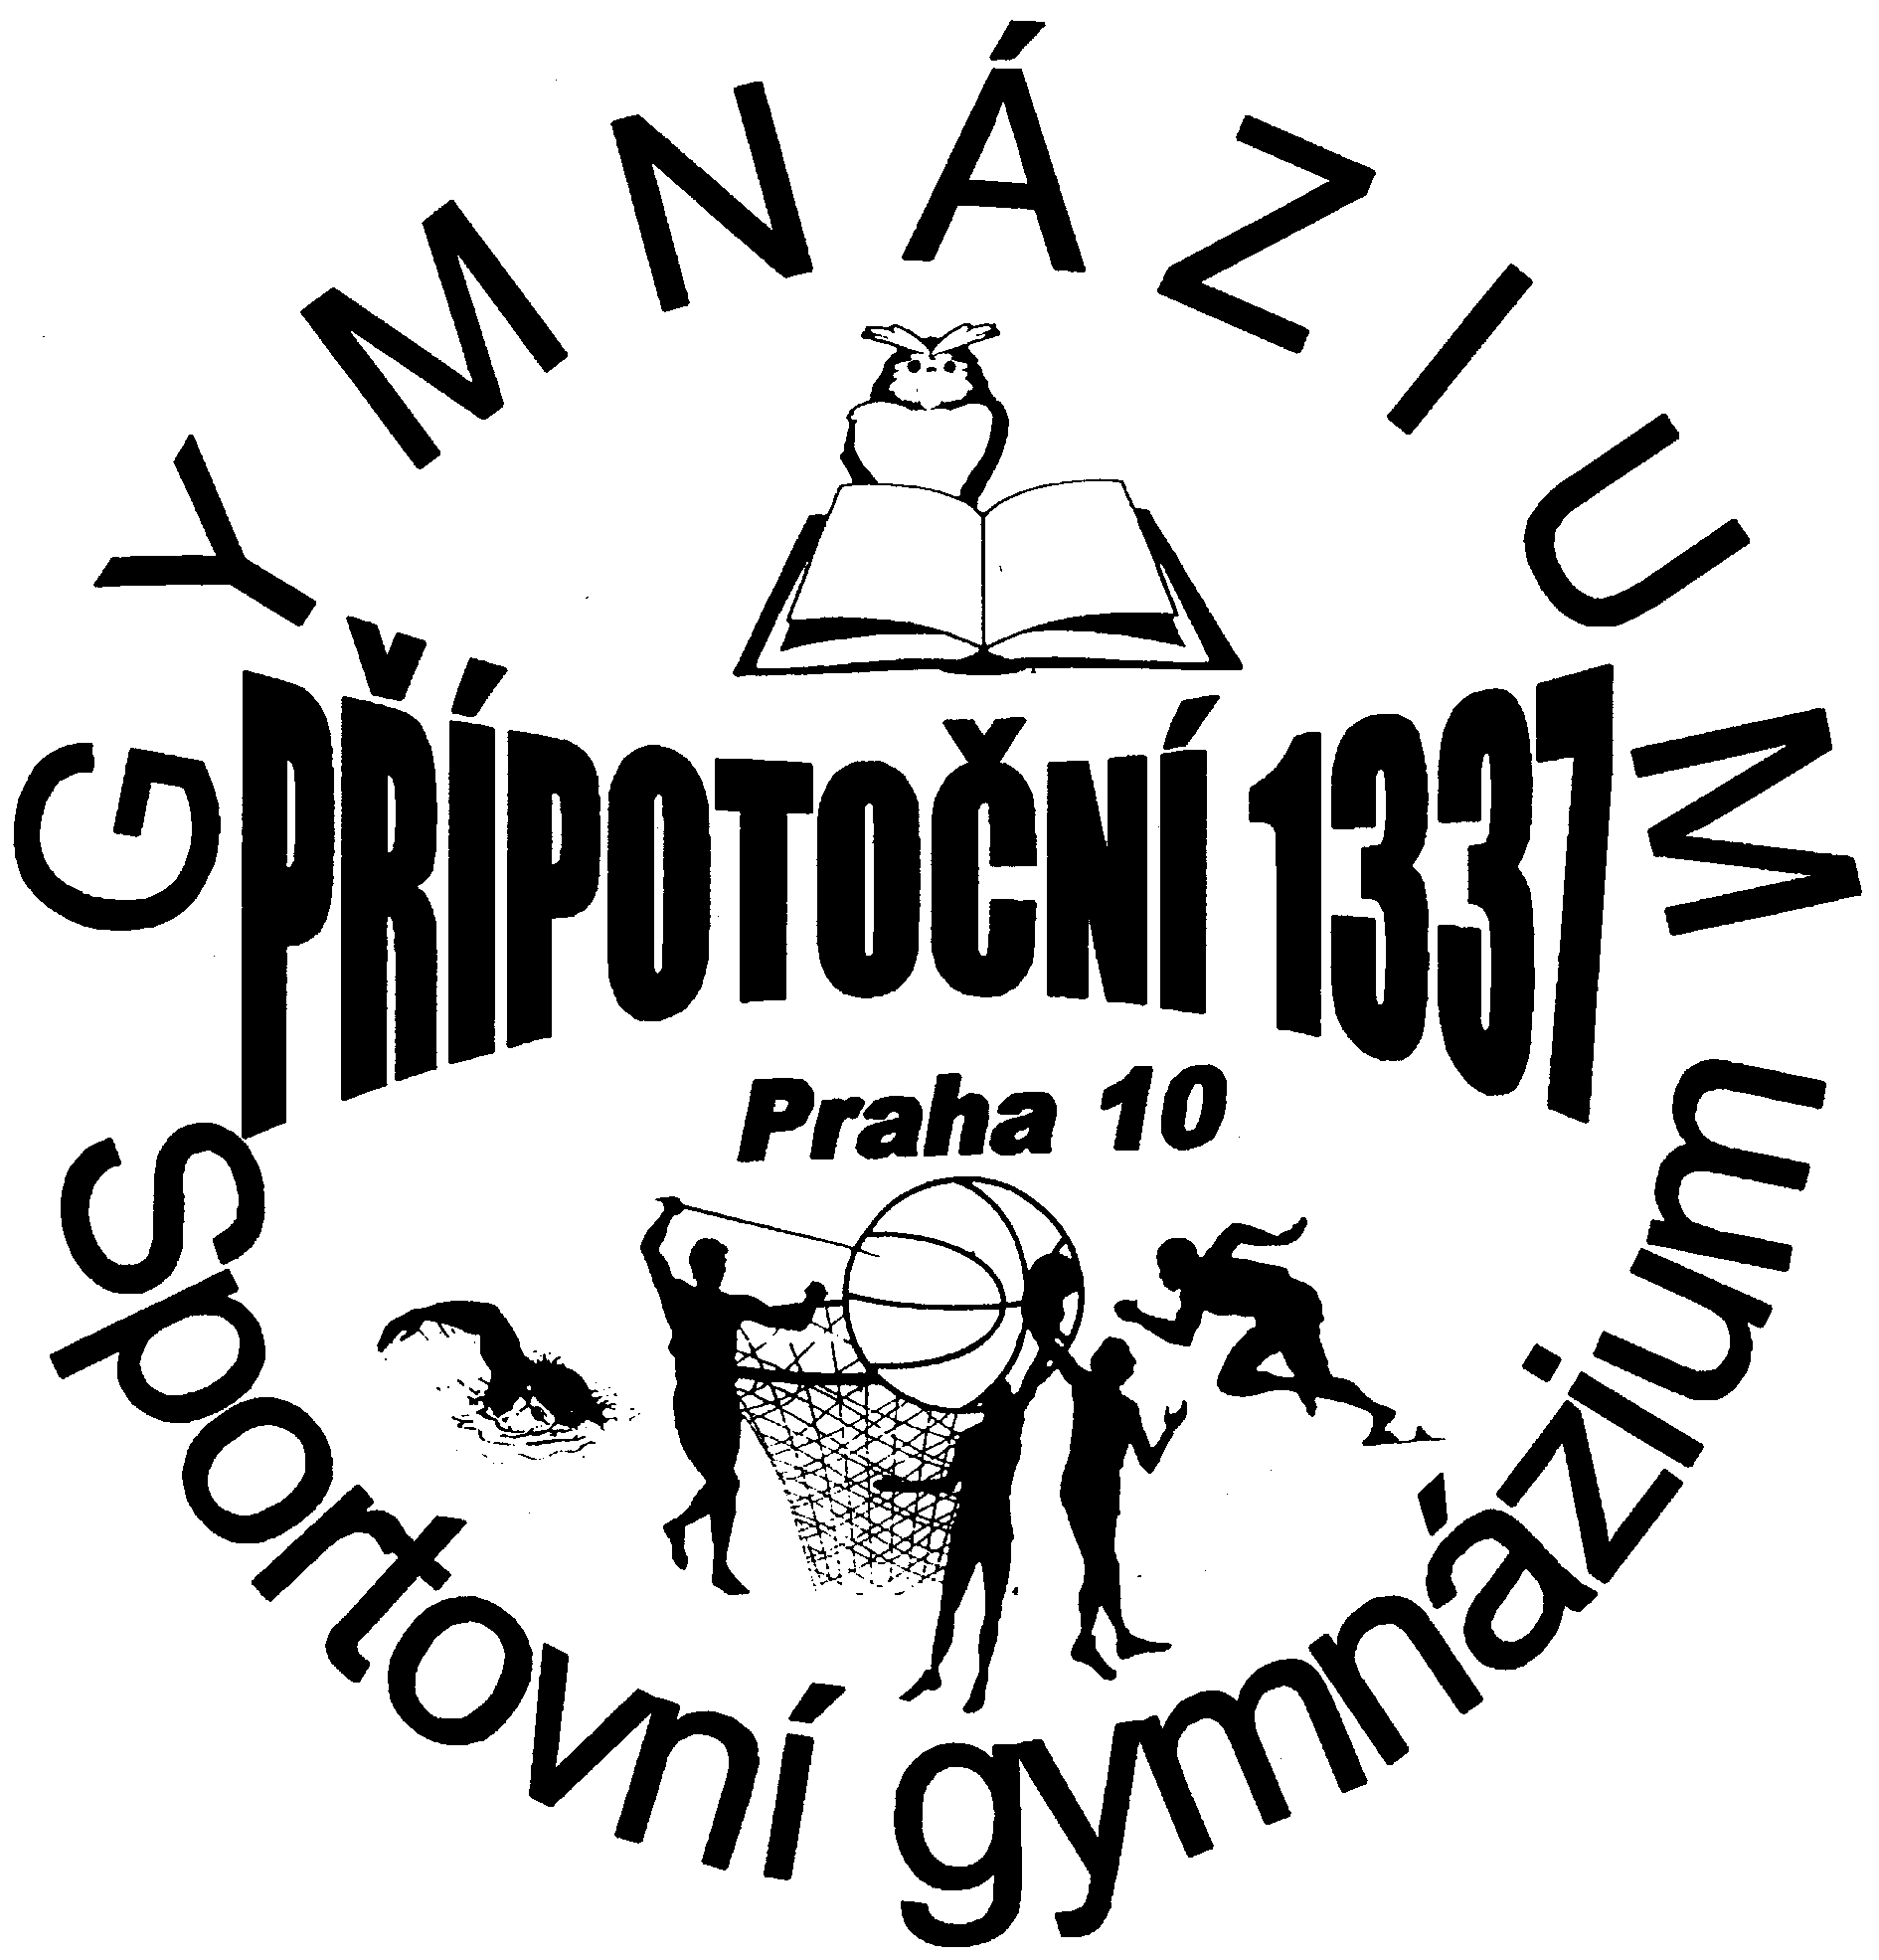 GYMNÁZIUM
PŘÍPOTOČNÍ 1337
Praha 10
Sportovní gymnázium